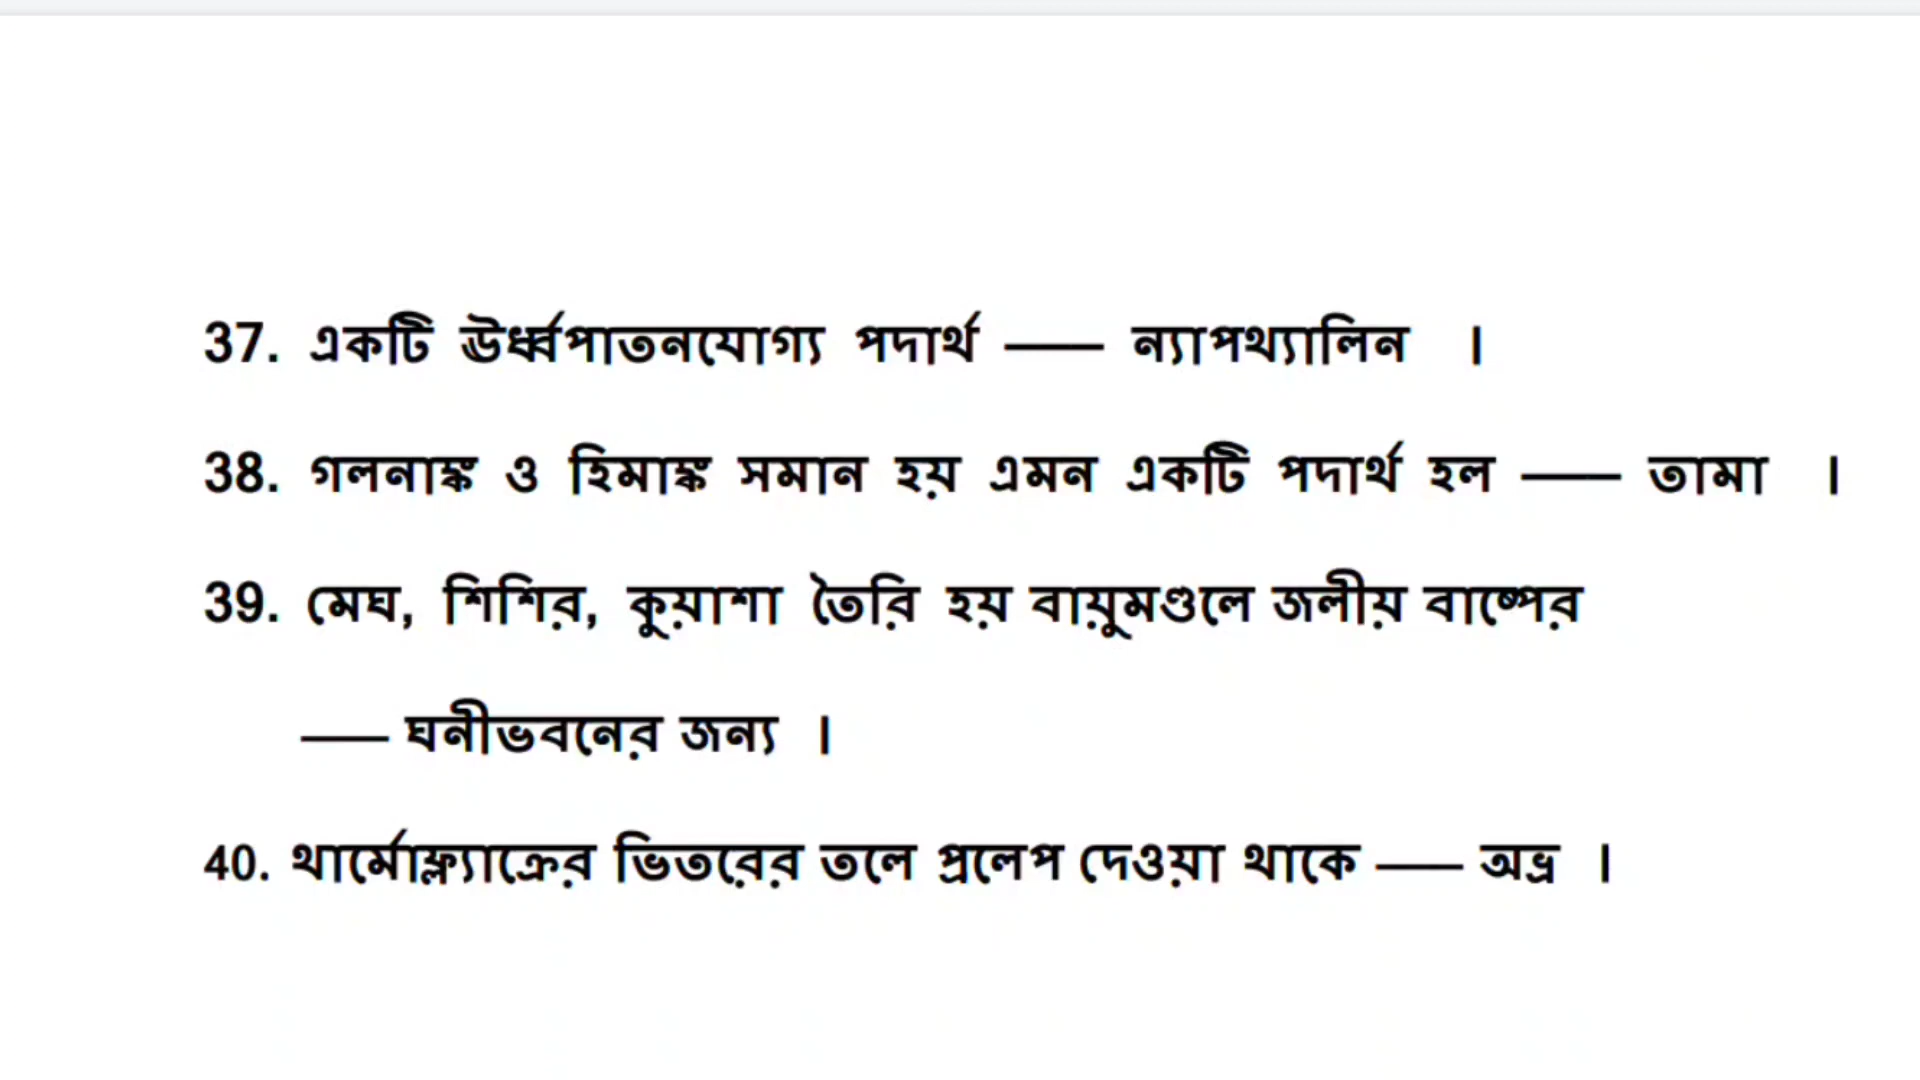 37. একটি ঊর্ধ্বপাতনযোগ্য পদার্থ —— ন্যাপথ্যালিন ।
38. গলনাঙ্ক ও হিমাঙ্ক সমান হয় এমন একটি পদার্থ হল —— তামা ।
39. মেঘ, শিশির, কুয়াশা তৈরি হয় বায়ুমণ্ডলে জলীয় বাষ্পের
—— ঘনীভবনের জন্য ।
40. থার্মোফ্ল্যাক্রের ভিতরের তলে প্রলেপ দেওয়া থাকে —— অভ্র ।